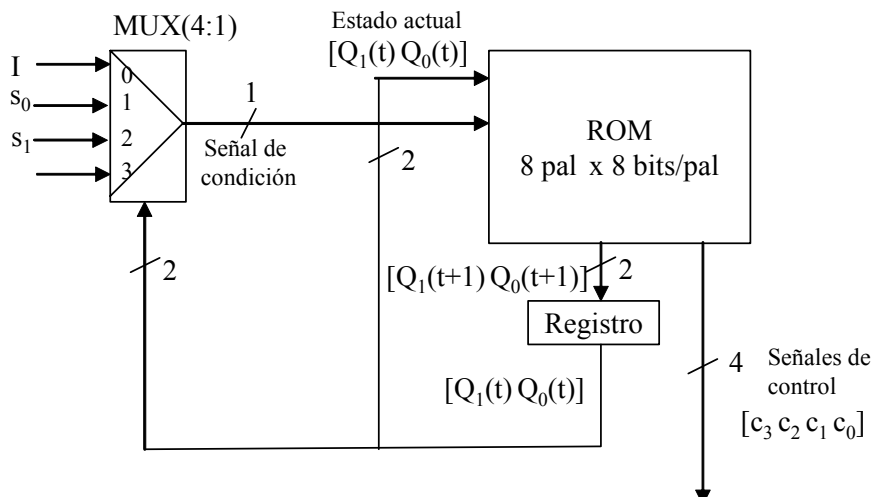 MUX(4:1)
Estado actual
[Q₁(t) Q₀(t)]
I
s₀
s₁
0
1
2
3
1
Señal de
condición
2
ROM
8 pal x 8 bits/pal
2
[Q₁(t+1) Q₀(t+1)]
2
Registro
[Q₁(t) Q₀(t)]
4
Señales de
control
[c₃ c₂ c₁ c₀]